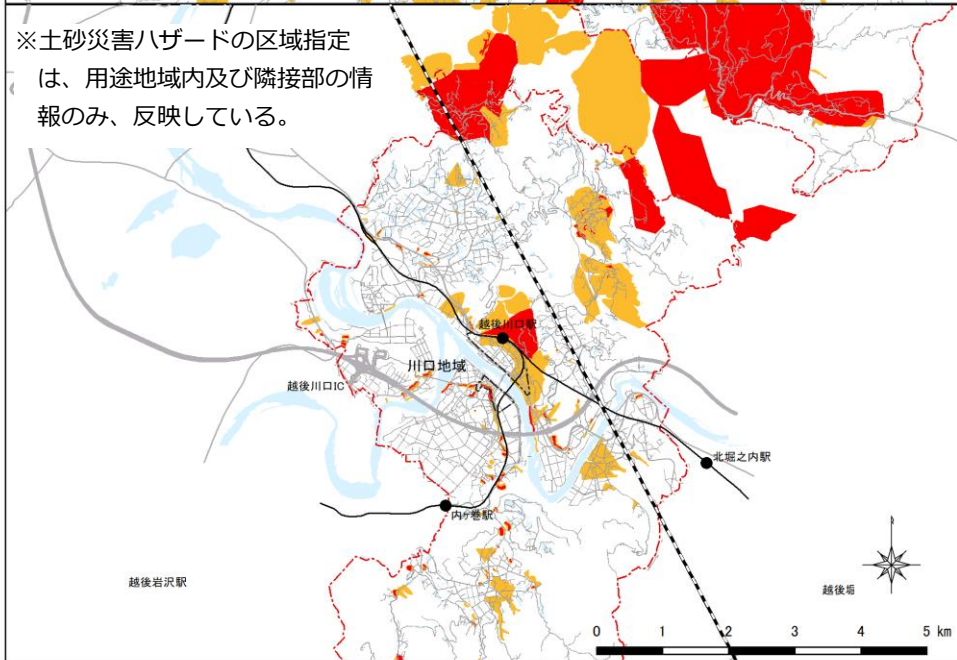 ※土砂災害ハザードの区域指定
は、用途地域内及び隣接部の情
報のみ、反映している。
越後川口駅
川口地域
越後川口IC
北堀之内駅
内ヶ巻駅
越後岩沢駅
越後堀
0 1 2 3 4 5 km